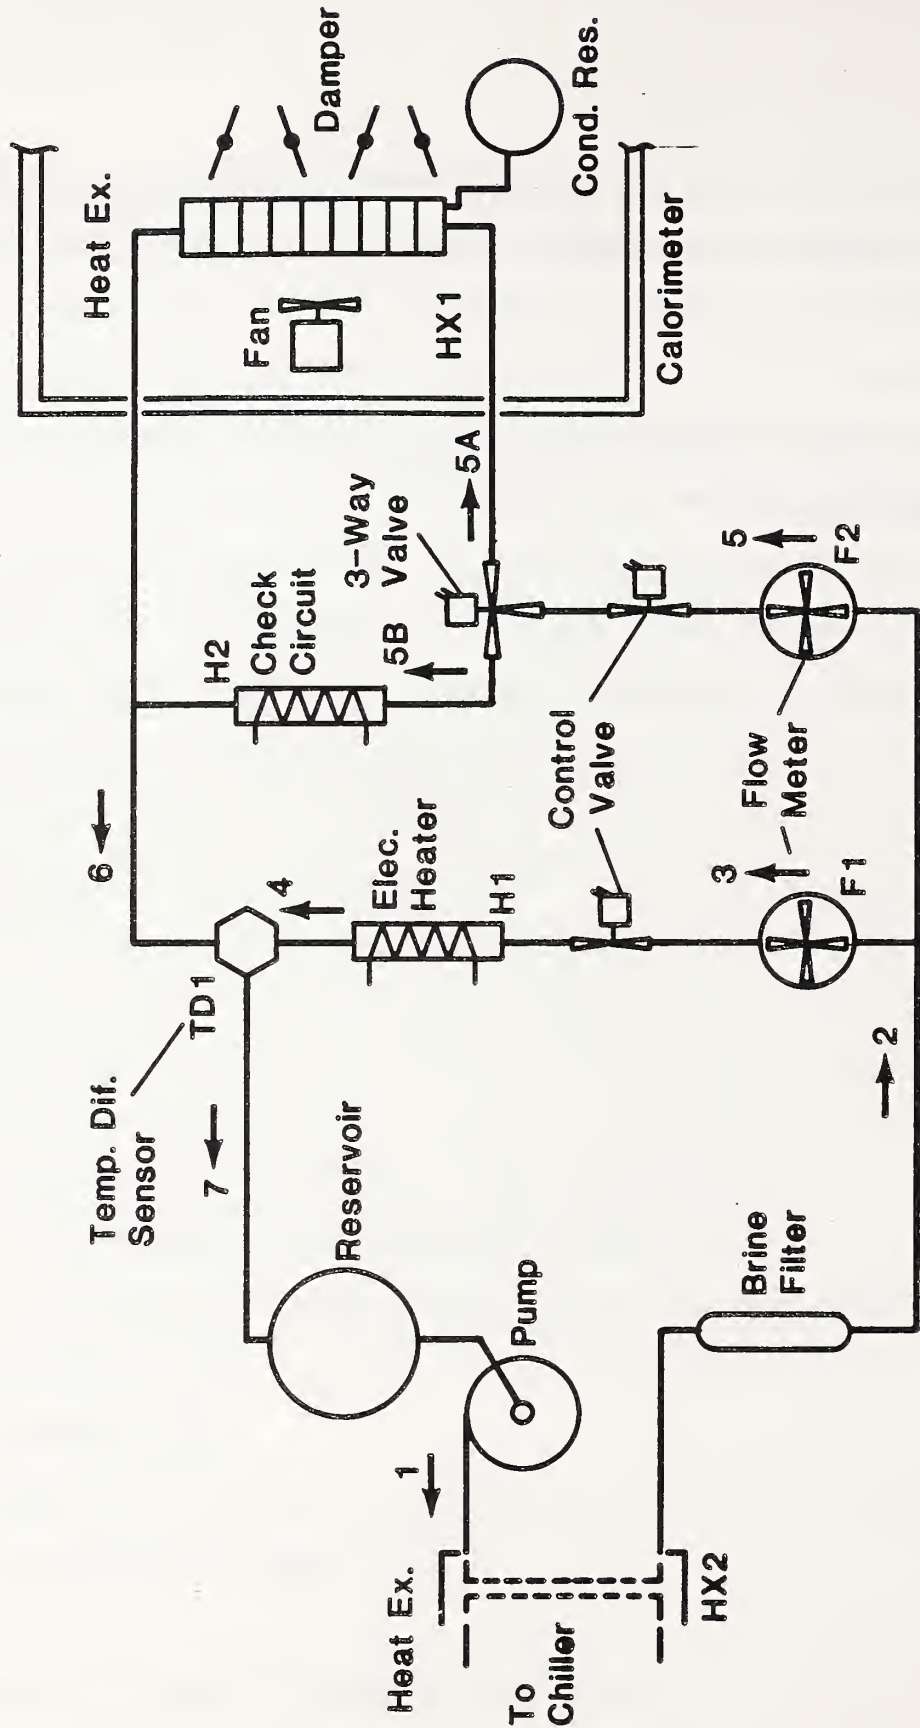 Heat Ex.
Damper
Cond. Res.
Fan
HX1
Calorimeter
5A
3-Way
Valve
H2
Check
Circuit
5B
5
F2
Control
Valve
Flow
Meter
6
4
Elec.
Heater
H1
3
F1
Temp. Dif.
Sensor
TD1
7
2
Reservoir
Pump
Brine
Filter
1
Heat Ex.
To
Chiller
HX2